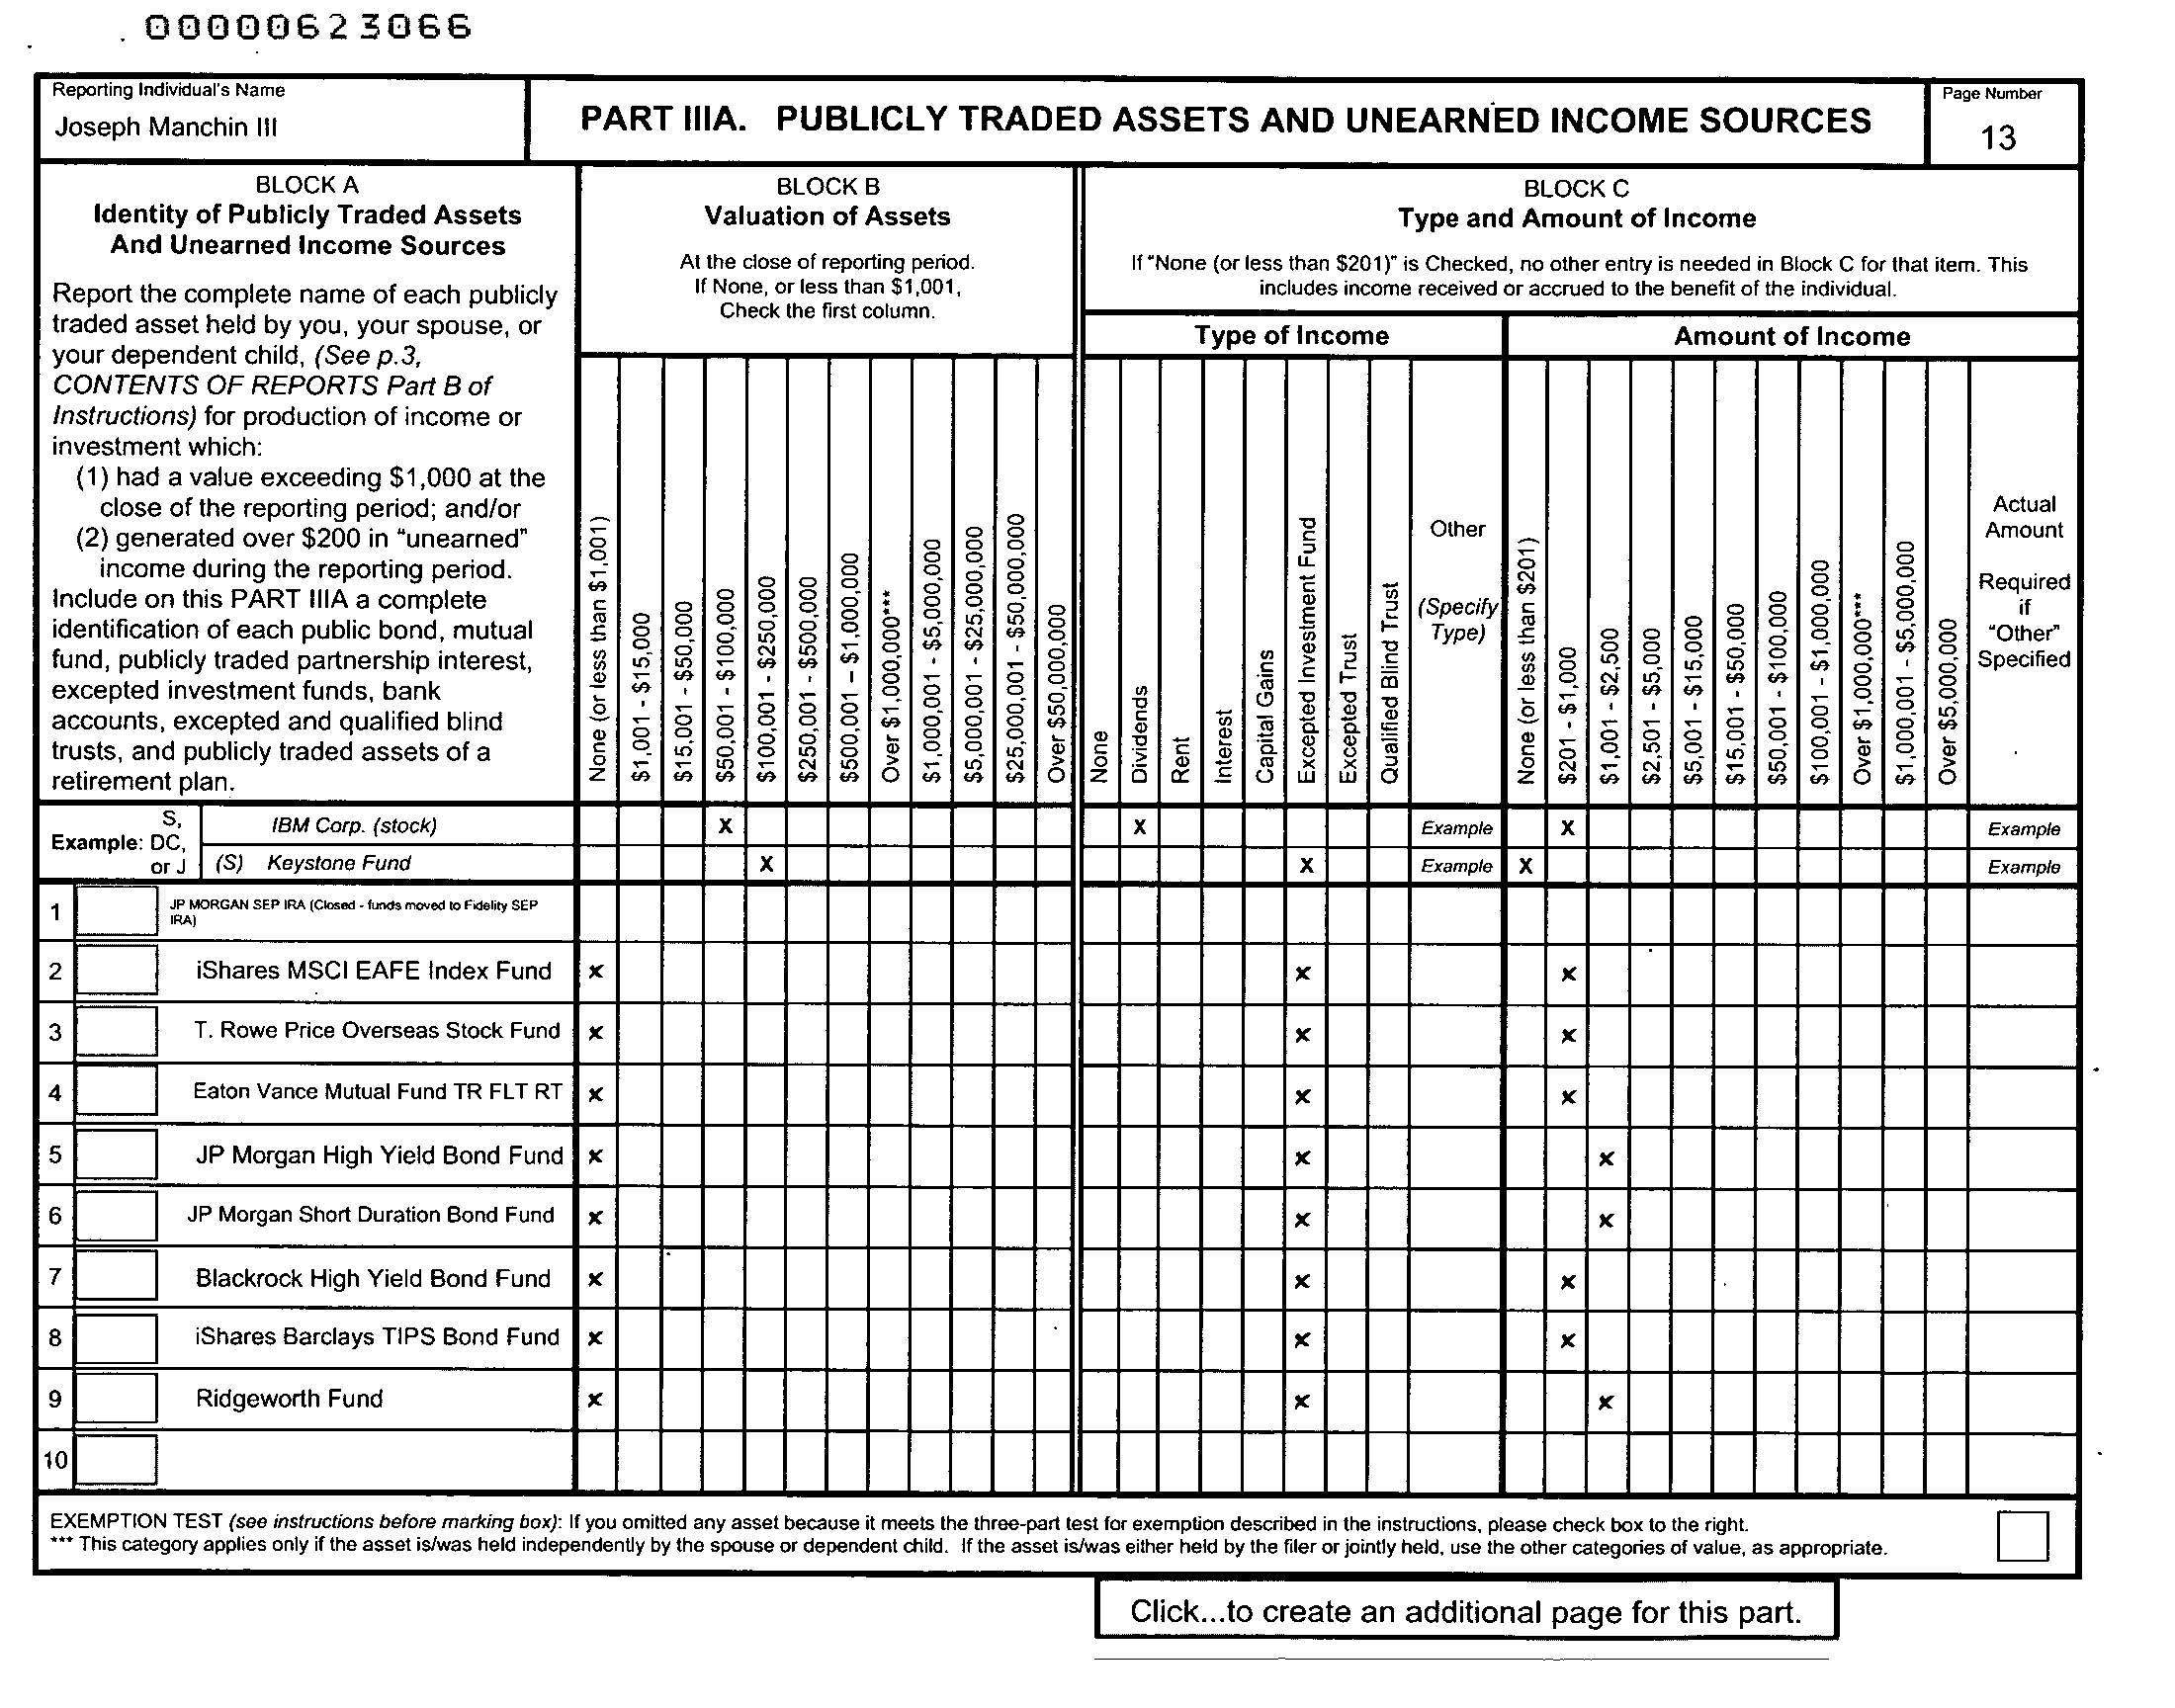 00000623066
Reporting Individual's Name
Joseph Manchin III
PART IIIA. PUBLICLY TRADED ASSETS AND UNEARNED INCOME SOURCES
Page Number
13
BLOCK A
Identity of Publicly Traded Assets
And Unearned Income Sources
Report the complete name of each publicly
traded asset held by you, your spouse, or
your dependent child, (See p.3,
CONTENTS OF REPORTS Part B of
Instructions) for production of income or
investment which:
(1) had a value exceeding $1,000 at the
close of the reporting period; and/or
(2) generated over $200 in "unearned"
income during the reporting period.
Include on this PART IIIA a complete
identification of each public bond, mutual
fund, publicly traded partnership interest,
excepted investment funds, bank
accounts, excepted and qualified blind
trusts, and publicly traded assets of a
retirement plan.
BLOCK B
Valuation of Assets
At the close of reporting period.
If None, or less than $1,001,
Check the first column.
None (or less than $1,001)
$1,001 - $15,000
$15,001 - $50,000
$50,001 - $100,000
$100,001 - $250,000
$250,001 - $500,000
$500,001 – $1,000,000
Over $1,000,000***
$1,000,001 - $5,000,000
$5,000,001 - $25,000,000
$25,000,001 - $50,000,000
Over $50,000,000
BLOCK C
Type and Amount of Income
If "None (or less than $201)" is Checked, no other entry is needed in Block C for that item. This
includes income received or accrued to the benefit of the individual.
Type of Income
None
Dividends
Rent
Interest
Capital Gains
Excepted Investment Fund
Excepted Trust
Qualified Blind Trust
Other
(Specify
Type)
Amount of Income
None (or less than $201)
$201 - $1,000
$1,001 - $2,500
$2,501 - $5,000
$5,001 - $15,000
$15,001 - $50,000
$50,001 - $100,000
$100,001 - $1,000,000
Over $1,000,000***
$1,000,001 - $5,000,000
Over $5,000,000
Actual
Amount
Required
if
"Other"
Specified
Example: S,
DC,
or J
IBM Corp. (stock) X X Example X Example
(S) Keystone Fund X X Example X Example
1 JP MORGAN SEP IRA (Closed - funds moved to Fidelity SEP
IRA)
2 iShares MSCI EAFE Index Fund x x x
3 T. Rowe Price Overseas Stock Fund x x x
4 Eaton Vance Mutual Fund TR FLT RT x x x
5 JP Morgan High Yield Bond Fund x x x
6 JP Morgan Short Duration Bond Fund x x x
7 Blackrock High Yield Bond Fund x x x
8 iShares Barclays TIPS Bond Fund x x x
9 Ridgeworth Fund x x x
10
EXEMPTION TEST (see instructions before marking box): If you omitted any asset because it meets the three-part test for exemption described in the instructions, please check box to the right.
*** This category applies only if the asset is/was held independently by the spouse or dependent child. If the asset is/was either held by the filer or jointly held, use the other categories of value, as appropriate.
Click...to create an additional page for this part.